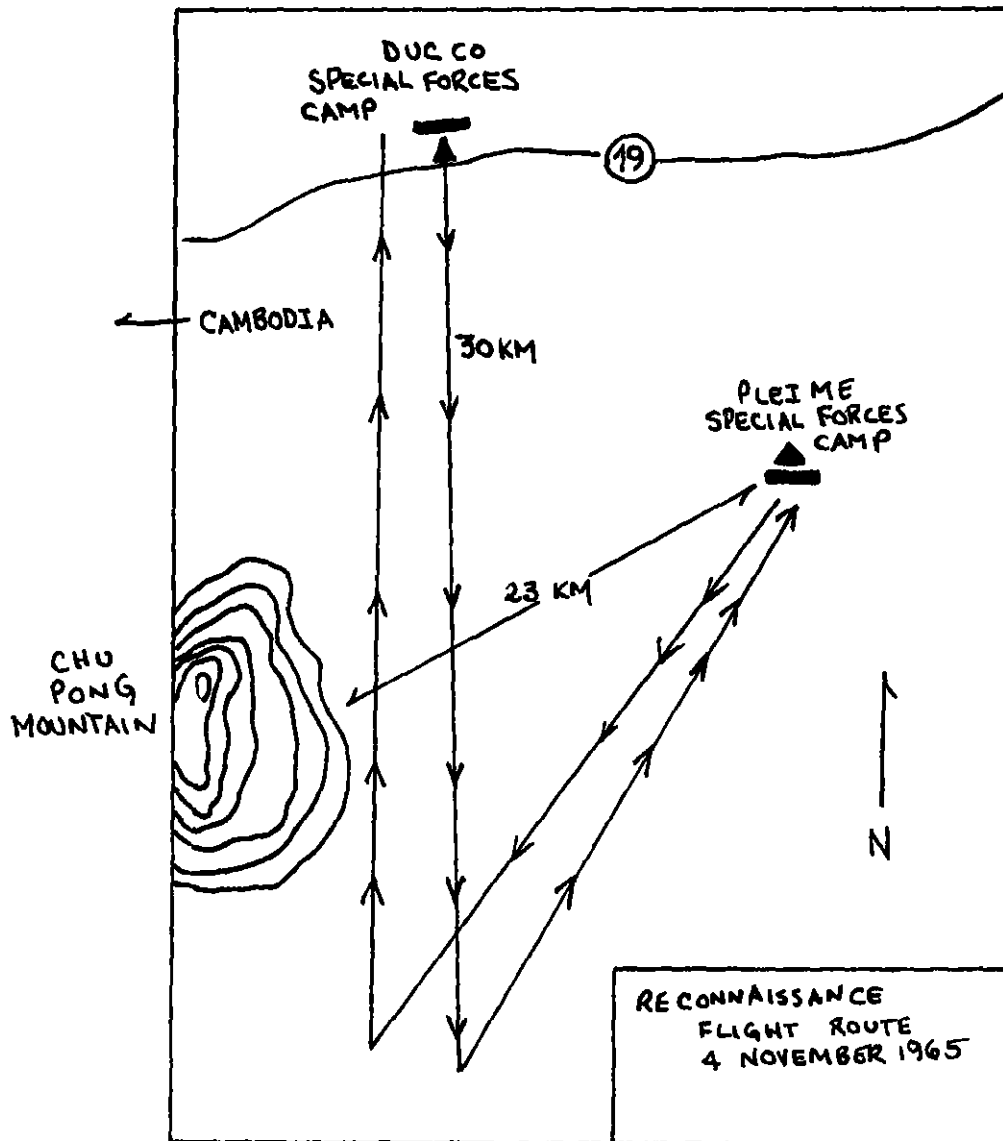 DUC CO
SPECIAL FORCES
CAMP
19
CAMBODIA
30 KM
PLEI ME
SPECIAL FORCES
CAMP
23 KM
CHU
PONG
MOUNTAIN
N
RECONNAISSANCE
FLIGHT ROUTE
4 NOVEMBER 1965